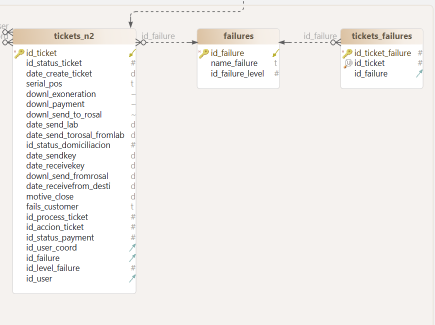 ser
tickets_n2
id_ticket
id_status_ticket #
date_create_ticket d
serial_pos t
downl_exoneration ~
downl_payment ~
downl_send_to_rosal ~
date_send_lab d
date_send_torosal_fromlab d
id_status_domiciliacion #
date_sendkey d
date_receivekey d
downl_send_fromrosal d
date_receivefrom_desti d
motive_close d
fails_customer t
id_process_ticket #
id_accion_ticket #
id_status_payment #
id_user_coord
id_failure
id_level_failure #
id_user
id_failure
failures
id_failure
name_failure t
id_failure_level #
id_failure
tickets_failures
id_ticket_failure #
id_ticket #
id_failure